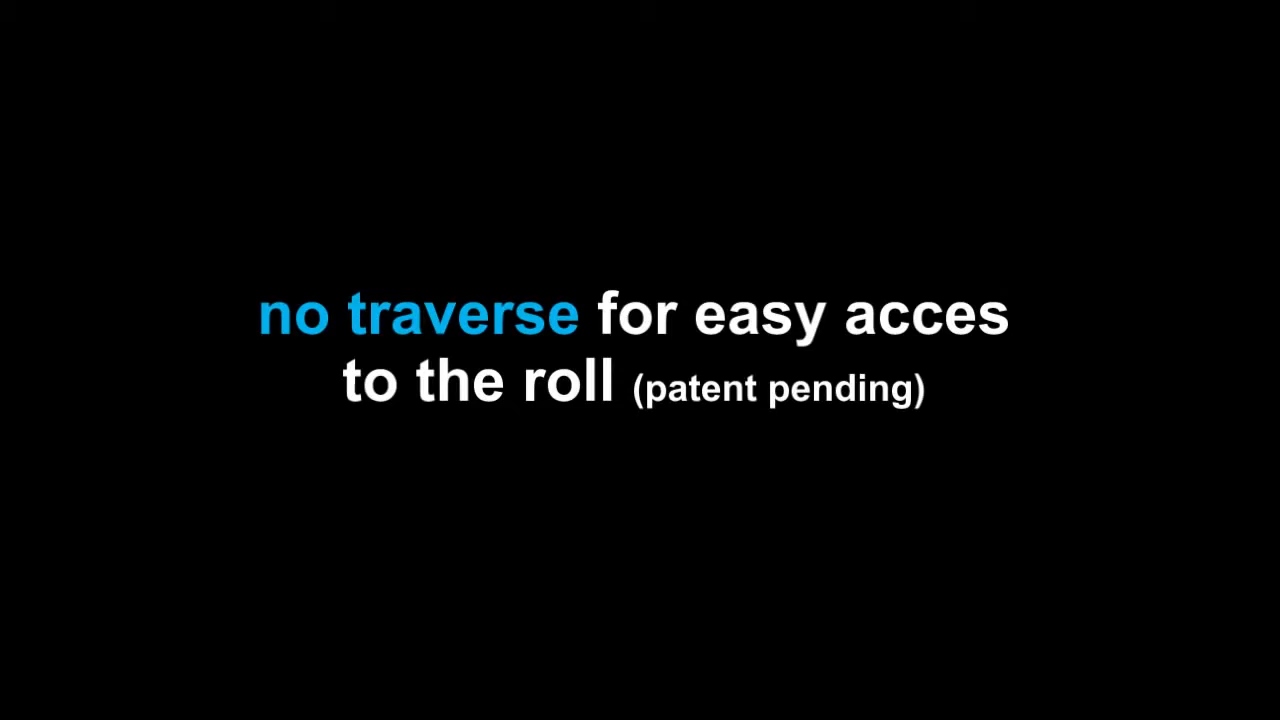 no traverse for easy acces
to the roll (patent pending)